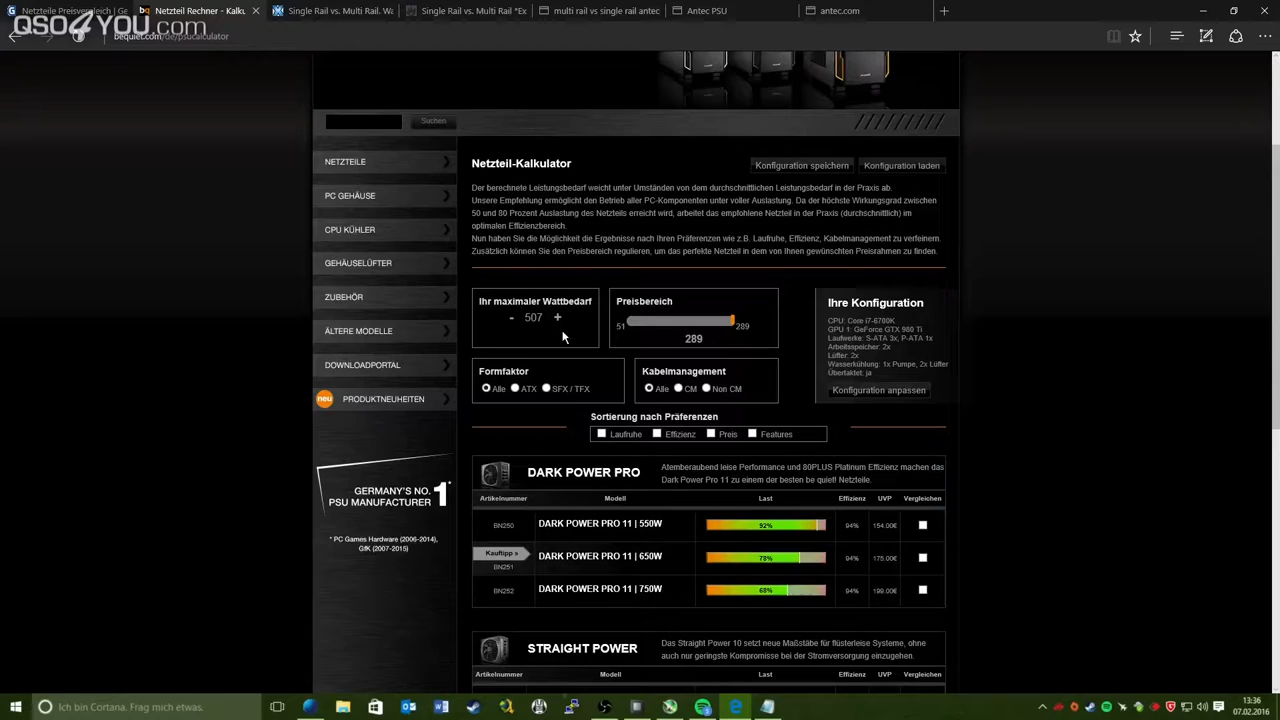 QSO4YOU.com
Netzteil Rechner - Kalku
Single Rail vs. Multi Rail: Wo
Single Rail vs. Multi Rail *Ex
Single Rail vs. Multi Rail
Antec PSU
antec.com
bequiet.com/de/psucalculator
Suchen
NETZTEILE
PC GEHÄUSE
CPU KÜHLER
GEHÄUSELÜFTER
ZUBEHÖR
ÄLTERE MODELLE
DOWNLOADPORTAL
neu PRODUKTNEUHEITEN
GERMANY'S NO. 1*
PSU MANUFACTURER
* PC Games Hardware (2006-2014),
GfK (2007-2015)
Netzteil-Kalkulator
Konfiguration speichern
Konfiguration laden
Der berechnete Leistungsbedarf weicht unter Umständen von dem durchschnittlichen Leistungsbedarf in der Praxis ab.
Unsere Empfehlung ermöglicht den Betrieb aller PC-Komponenten unter voller Auslastung. Da der höchste Wirkungsgrad zwischen
50 und 80 Prozent Auslastung des Netzteils erreicht wird, arbeitet das empfohlene Netzteil in der Praxis (durchschnittlich) im
optimalen Effizienzbereich.
Nun haben Sie die Möglichkeit die Ergebnisse nach Ihren Präferenzen wie z.B. Laufruhe, Effizienz, Kabelmanagement zu verfeinern.
Zusätzlich können Sie den Preisbereich regulieren, um das perfekte Netzteil in dem von Ihnen gewünschten Preisrahmen zu finden.
Ihr maximaler Wattbedarf
- 507 +
Preisbereich
51 289
289
Formfaktor
Alle ATX SFX / TFX
Kabelmanagement
Alle CM Non CM
Ihre Konfiguration
CPU: Core i7-6700K
GPU 1: GeForce GTX 980 Ti
Laufwerke: S-ATA 3x, P-ATA 1x
Arbeitsspeicher: 2x
Lüfter: 2x
Wasserkühlung: 1x Pumpe, 2x Lüfter
Übertaktet: ja
Konfiguration anpassen
Sortierung nach Präferenzen
Laufruhe Effizienz Preis Features
DARK POWER PRO
Atemberaubend leise Performance und 80PLUS Platinum Effizienz machen das
Dark Power Pro 11 zu einem der besten be quiet! Netzteile.
Artikelnummer Modell Last Effizienz UVP Vergleichen
BN250 DARK POWER PRO 11 | 550W 92% 94% 154.00€
Kauftipp »
BN251 DARK POWER PRO 11 | 650W 78% 94% 175.00€
BN252 DARK POWER PRO 11 | 750W 68% 94% 199.00€
STRAIGHT POWER
Das Straight Power 10 setzt neue Maßstäbe für flüsterleise Systeme, ohne
auch nur geringste Kompromisse bei der Stromversorgung einzugehen.
Artikelnummer Modell Last Effizienz UVP Vergleichen
Ich bin Cortana. Frag mich etwas.
13:36
07.02.2016